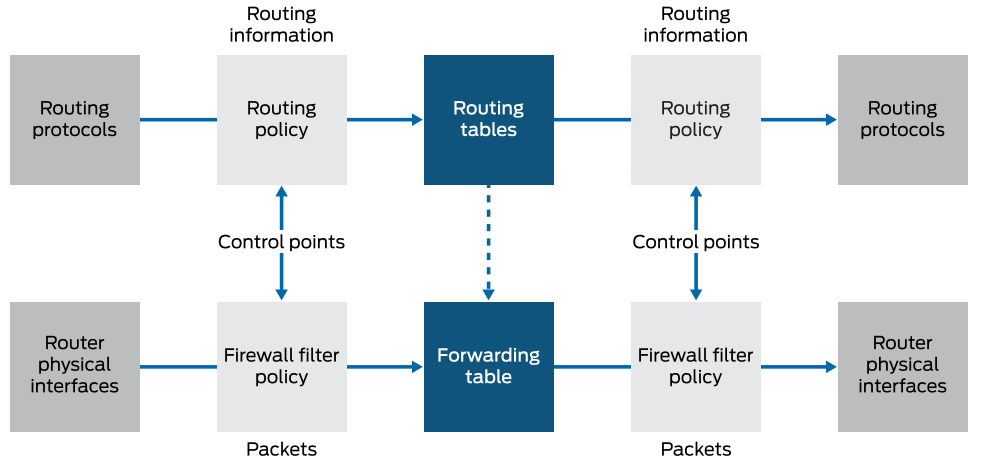 Routing
information
Routing
information
Routing
protocols
Routing
policy
Routing
tables
Routing
policy
Routing
protocols
Control points
Control points
Router
physical
interfaces
Firewall filter
policy
Forwarding
table
Firewall filter
policy
Router
physical
interfaces
Packets
Packets